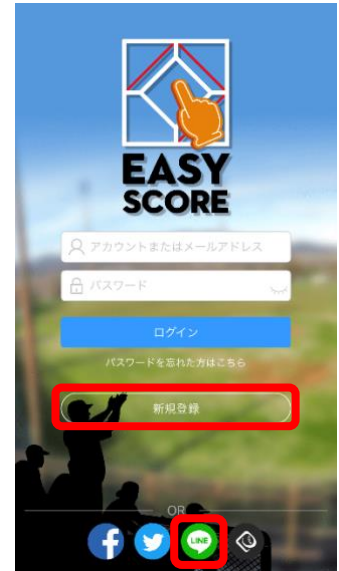 EASY
SCORE
アカウントまたはメールアドレス
パスワード
ログイン
パスワードを忘れた方はこちら
新規登録
OR
LINE